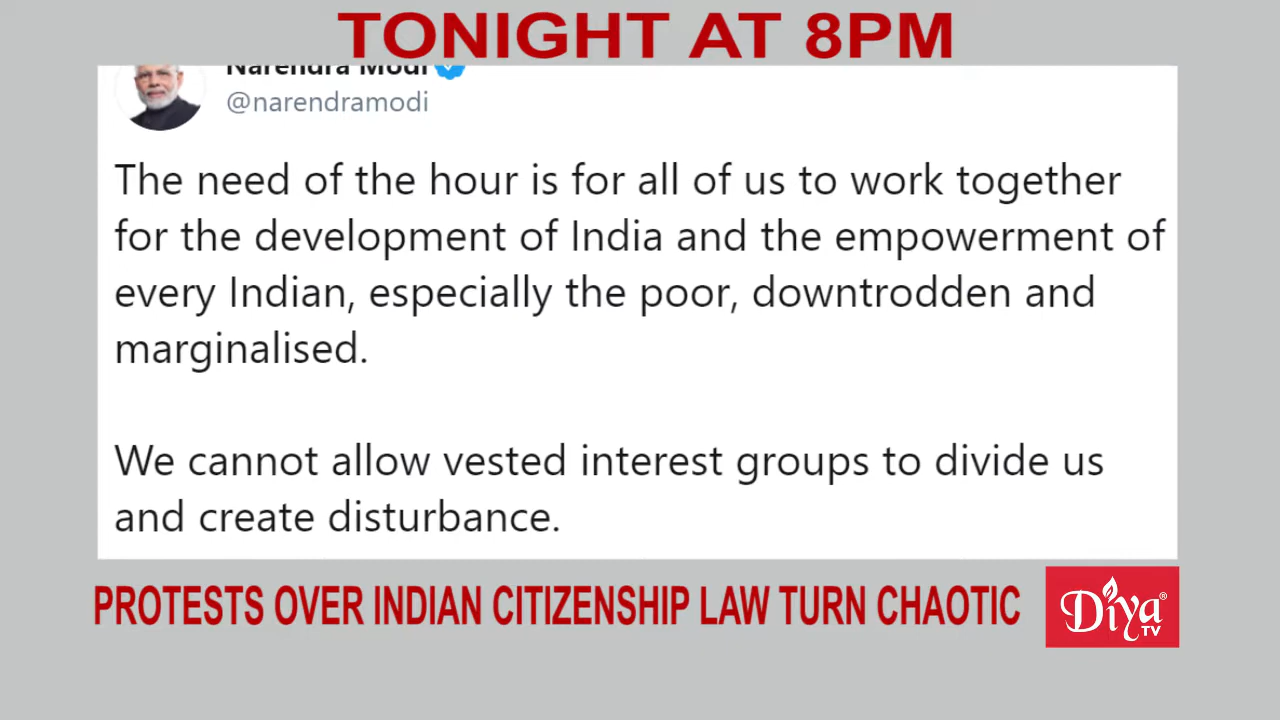 TONIGHT AT 8PM
Narendra Modi
@narendramodi
The need of the hour is for all of us to work together
for the development of India and the empowerment of
every Indian, especially the poor, downtrodden and
marginalised.
We cannot allow vested interest groups to divide us
and create disturbance.
PROTESTS OVER INDIAN CITIZENSHIP LAW TURN CHAOTIC
Diya®
TV